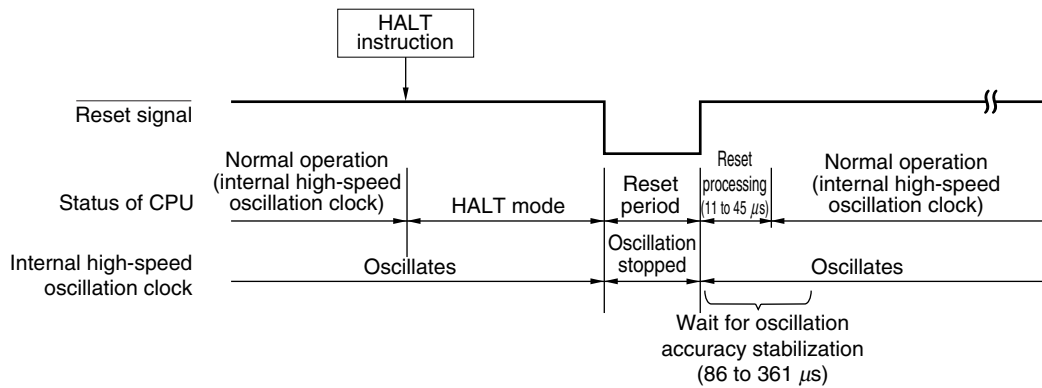 HALT
instruction
Reset signal
Normal operation
(internal high-speed
oscillation clock)
Status of CPU
HALT mode
Reset
period
Reset
processing
(11 to 45 μs)
Normal operation
(internal high-speed
oscillation clock)
Internal high-speed
oscillation clock
Oscillates
Oscillation
stopped
Oscillates
Wait for oscillation
accuracy stabilization
(86 to 361 μs)